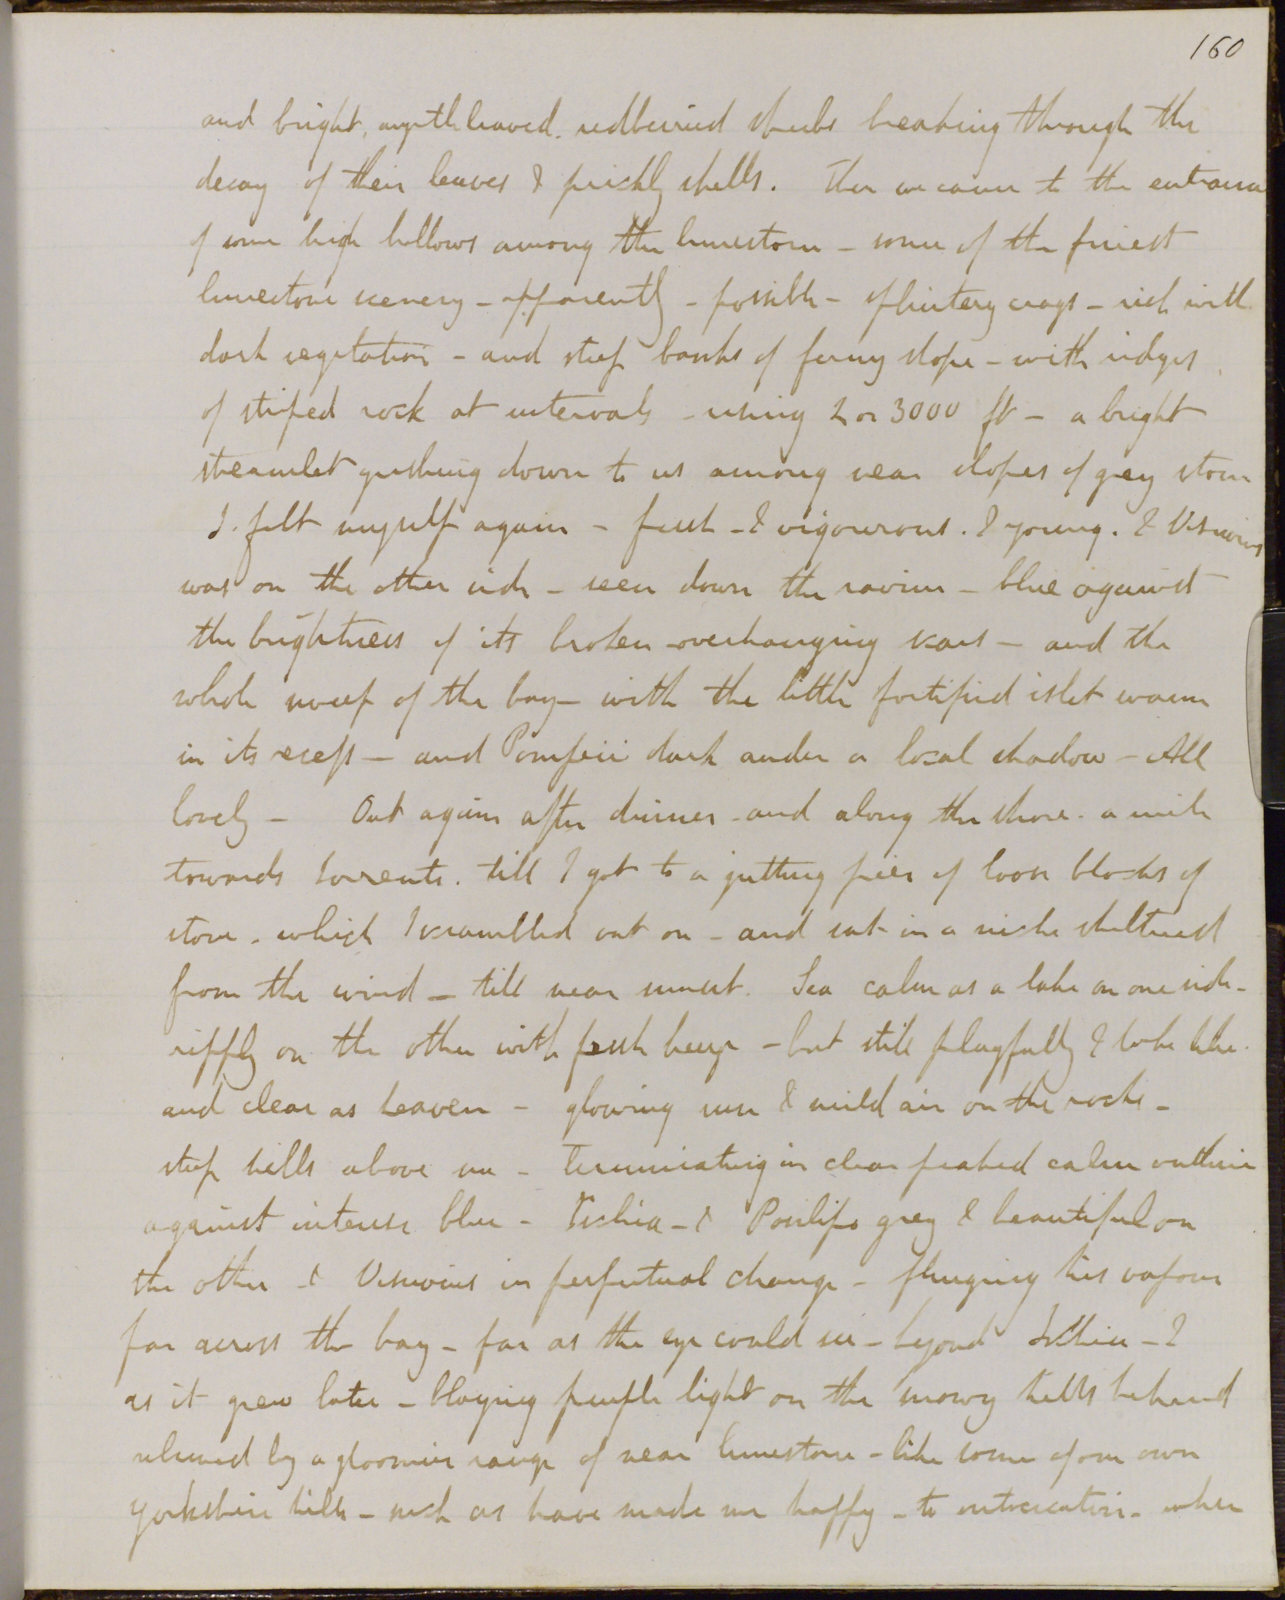 160
and bright, myrtle leaved. redberried shrubs breaking through the
decay of their leaves & prickly shells. Then we came to the entrance
of some high hollows among the limestone – some of the finest
limestone scenery – apparently – possible – splintery crags – rich with
dark vegetation – and steep banks of ferny slope – with ridges
of striped rock at intervals – rising 2 or 3000 ft – a bright
streamlet gushing down to us among near slopes of grey stone
I felt myself again – fresh – & vigourous. & young. & Vesuvius
was on the other side – seen down the ravine – blue against
the brightness of its broken overhanging scars – and the
whole sweep of the bay – with the little fortified islet warm
in its recess – and Pompeii dark under a local shadow – All
lovely – Out again after dinner – and along the shore. a mile
towards Sorrento. till I got to a jutting pier of loose blocks of
stone – which I scrambled out on – and sat in a niche sheltered
from the wind – till near sunset. Sea calm as a lake on one side –
ripply on the other with fresh breeze – but still playfully & lake like.
and clear as heaven – glowing sun & mild air on the rocks –
steep hills above me – Terminating in clear peaked calm outline
against intense blue – Ischia – & Posilipo grey & beautiful on
the other – & Vesuvius in perpetual change – flinging his vapour
far across the bay – far as the eye could see – beyond Ischia – &
as it grew later – blazing purple light on the snowy hills behind
relieved by a gloomier range of near limestone – like some of our own
Yorkshire hills – such as have made me happy – to intoxication – when